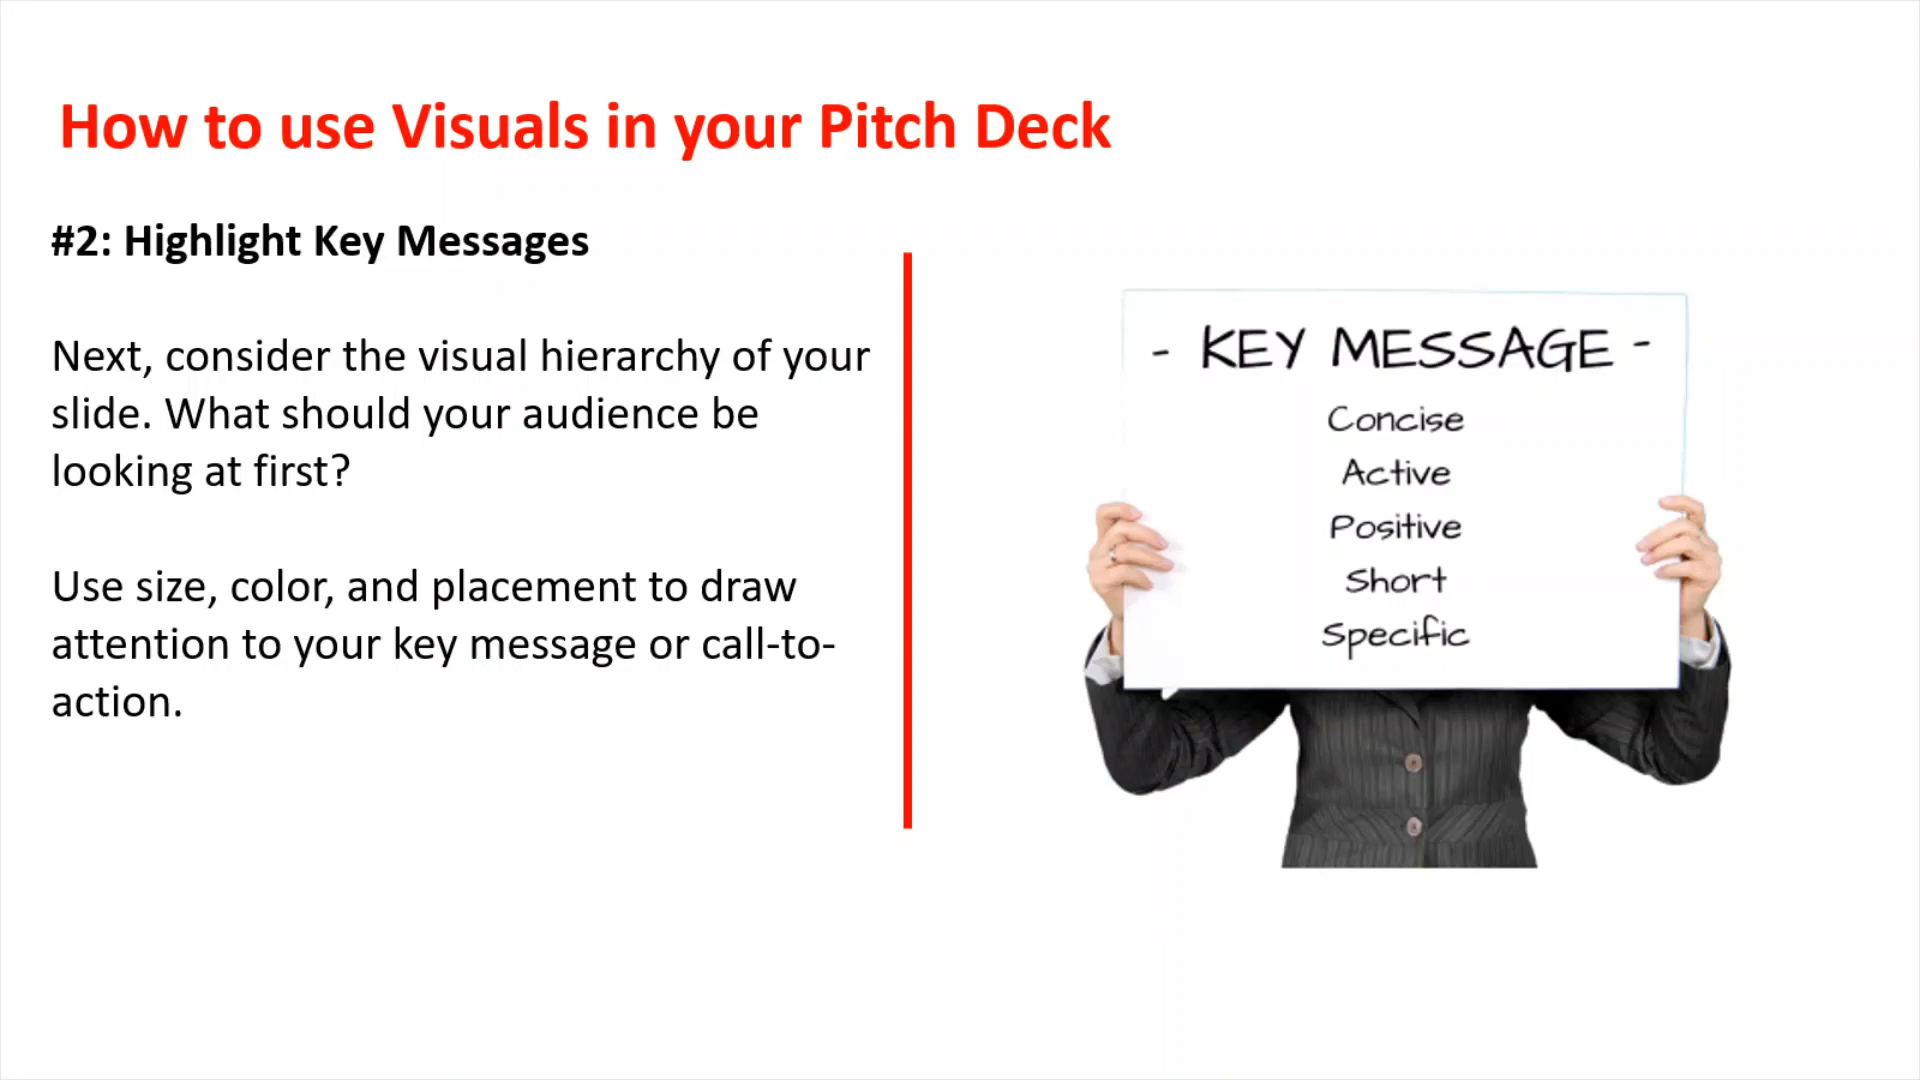 How to use Visuals in your Pitch Deck
#2: Highlight Key Messages
Next, consider the visual hierarchy of your
slide. What should your audience be
looking at first?
Use size, color, and placement to draw
attention to your key message or call-to-
action.
- KEY MESSAGE -
Concise
Active
Positive
Short
Specific